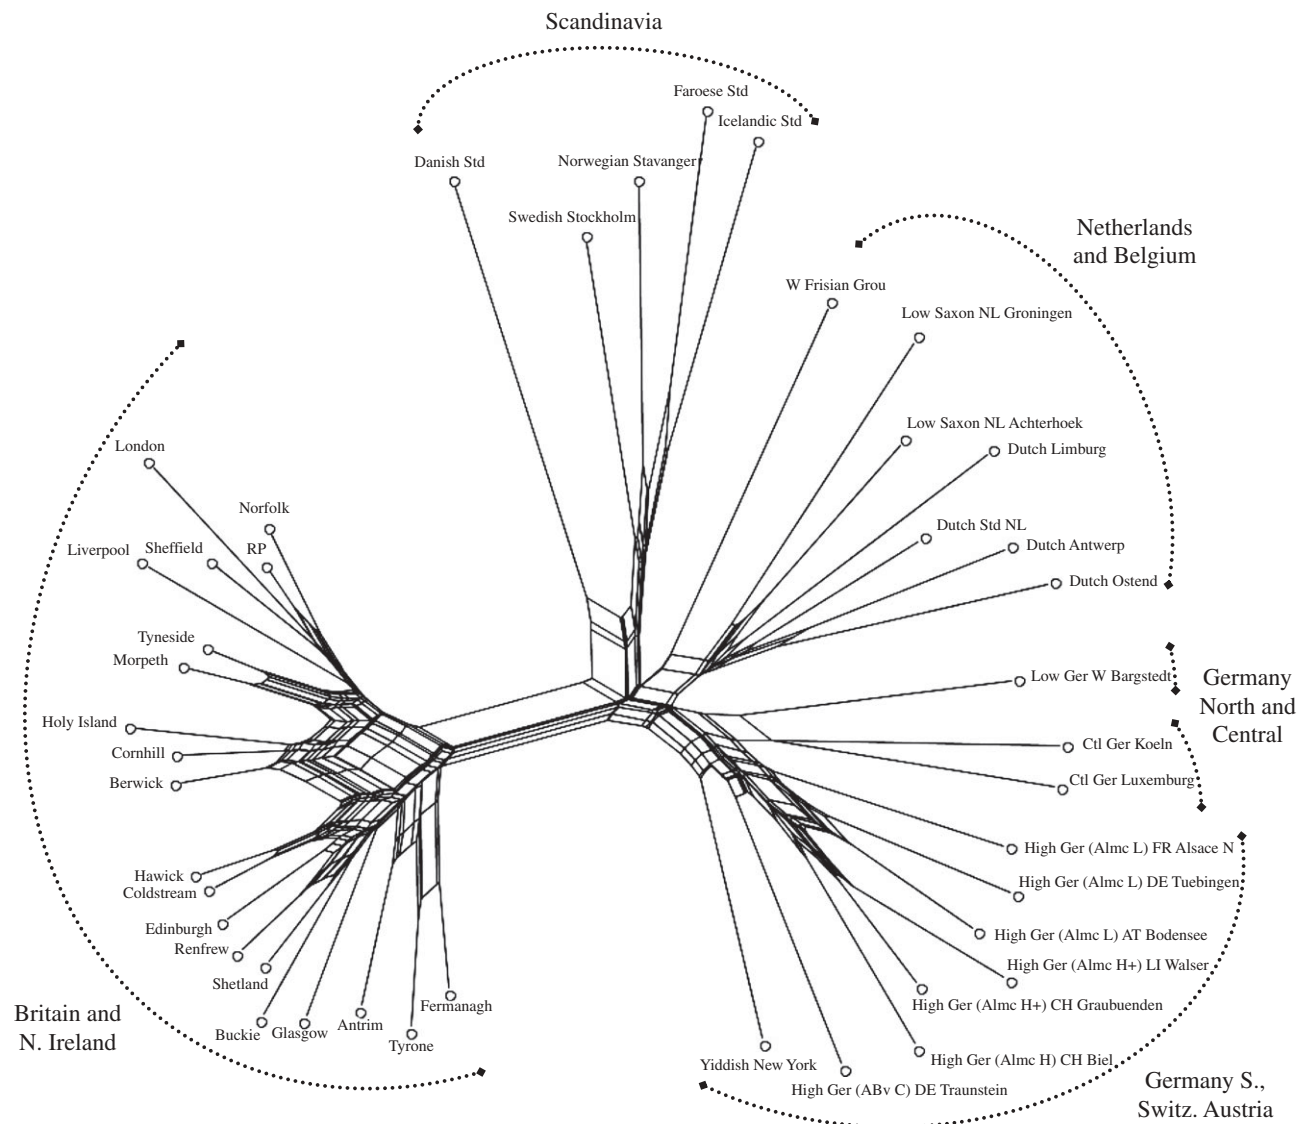 Scandinavia
Faroese Std
Icelandic Std
Danish Std
Norwegian Stavanger
Swedish Stockholm
Netherlands
and Belgium
W Frisian Grou
Low Saxon NL Groningen
Low Saxon NL Achterhoek
Dutch Limburg
Dutch Std NL
Dutch Antwerp
Dutch Ostend
London
Norfolk
Liverpool
Sheffield
RP
Tyneside
Morpeth
Holy Island
Cornhill
Berwick
Hawick
Coldstream
Edinburgh
Renfrew
Shetland
Buckie
Glasgow
Antrim
Tyrone
Fermanagh
Britain and
N. Ireland
Low Ger W Bargstedt
Germany
North and
Central
Ctl Ger Koeln
Ctl Ger Luxemburg
High Ger (Almc L) FR Alsace N
High Ger (Almc L) DE Tuebingen
High Ger (Almc L) AT Bodensee
High Ger (Almc H+) LI Walser
High Ger (Almc H+) CH Graubuenden
High Ger (Almc H) CH Biel
Yiddish New York
High Ger (ABv C) DE Traunstein
Germany S.,
Switz. Austria